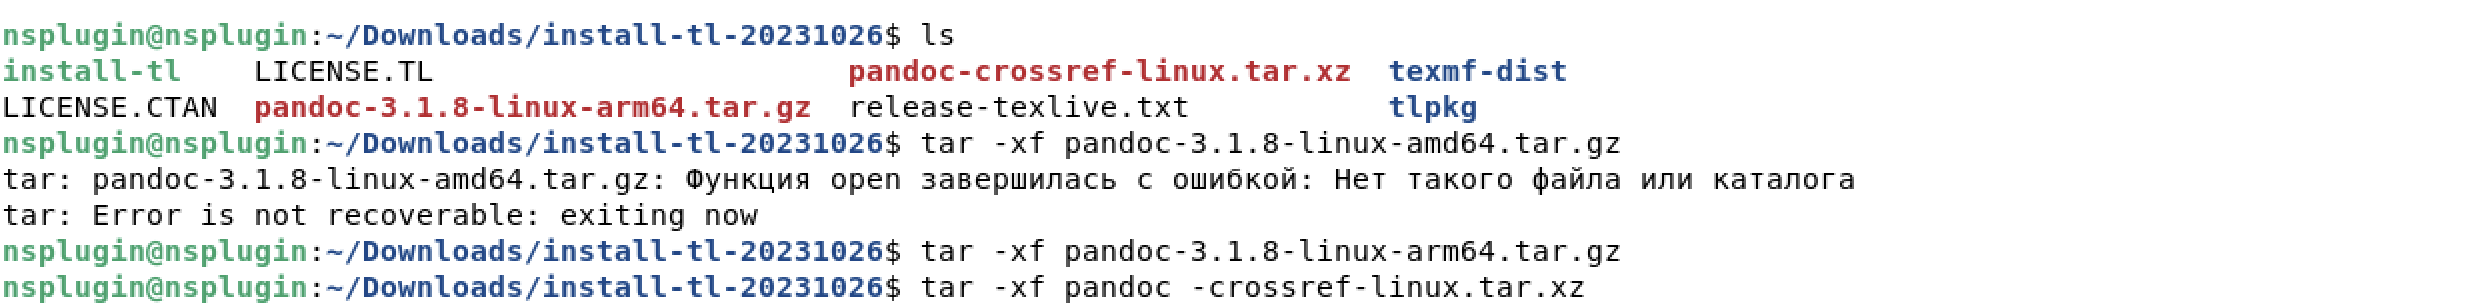 nsplugin@nsplugin:~/Downloads/install-tl-20231026$ ls
install-tl    LICENSE.TL                       pandoc-crossref-linux.tar.xz  texmf-dist
LICENSE.CTAN  pandoc-3.1.8-linux-arm64.tar.gz  release-texlive.txt           tlpkg
nsplugin@nsplugin:~/Downloads/install-tl-20231026$ tar -xf pandoc-3.1.8-linux-amd64.tar.gz
tar: pandoc-3.1.8-linux-amd64.tar.gz: Функция open завершилась с ошибкой: Нет такого файла или каталога
tar: Error is not recoverable: exiting now
nsplugin@nsplugin:~/Downloads/install-tl-20231026$ tar -xf pandoc-3.1.8-linux-arm64.tar.gz
nsplugin@nsplugin:~/Downloads/install-tl-20231026$ tar -xf pandoc -crossref-linux.tar.xz